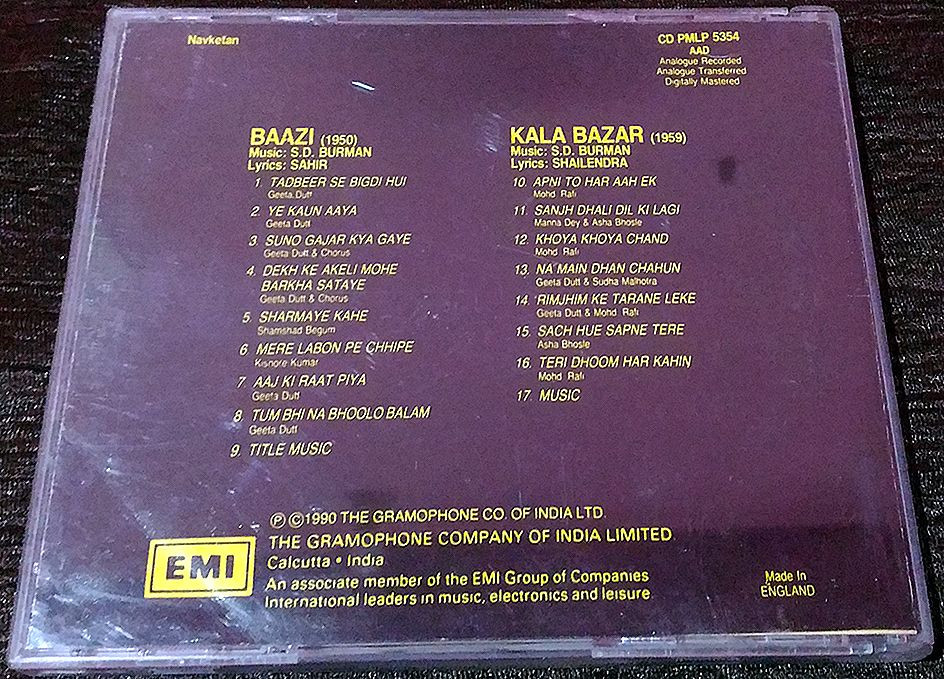 Navketan
CD PMLP 5354
AAD
Analogue Recorded
Analogue Transferred
Digitally Mastered
BAAZI (1950)
Music: S.D. BURMAN
Lyrics: SAHIR
1. TADBEER SE BIGDI HUI
Geeta Dutt
2. YE KAUN AAYA
Geeta Dutt
3. SUNO GAJAR KYA GAYE
Geeta Dutt & Chorus
4. DEKH KE AKELI MOHE
BARKHA SATAYE
Geeta Dutt & Chorus
5. SHARMAYE KAHE
Shamshad Begum
6. MERE LABON PE CHHIPE
Kishore Kumar
7. AAJ KI RAAT PIYA
Geeta Dutt
8. TUM BHI NA BHOOLO BALAM
Geeta Dutt
9. TITLE MUSIC
KALA BAZAR (1959)
Music: S.D. BURMAN
Lyrics: SHAILENDRA
10. APNI TO HAR AAH EK
Mohd. Rafi
11. SANJH DHALI DIL KI LAGI
Manna Dey & Asha Bhosle
12. KHOYA KHOYA CHAND
Mohd. Rafi
13. NA MAIN DHAN CHAHUN
Geeta Dutt & Sudha Malhotra
14. RIMJHIM KE TARANE LEKE
Geeta Dutt & Mohd. Rafi
15. SACH HUE SAPNE TERE
Asha Bhosle
16. TERI DHOOM HAR KAHIN
Mohd. Rafi
17. MUSIC
℗ © 1990 THE GRAMOPHONE CO. OF INDIA LTD.
EMI
THE GRAMOPHONE COMPANY OF INDIA LIMITED.
Calcutta • India
An associate member of the EMI Group of Companies
International leaders in music, electronics and leisure.
Made in
ENGLAND